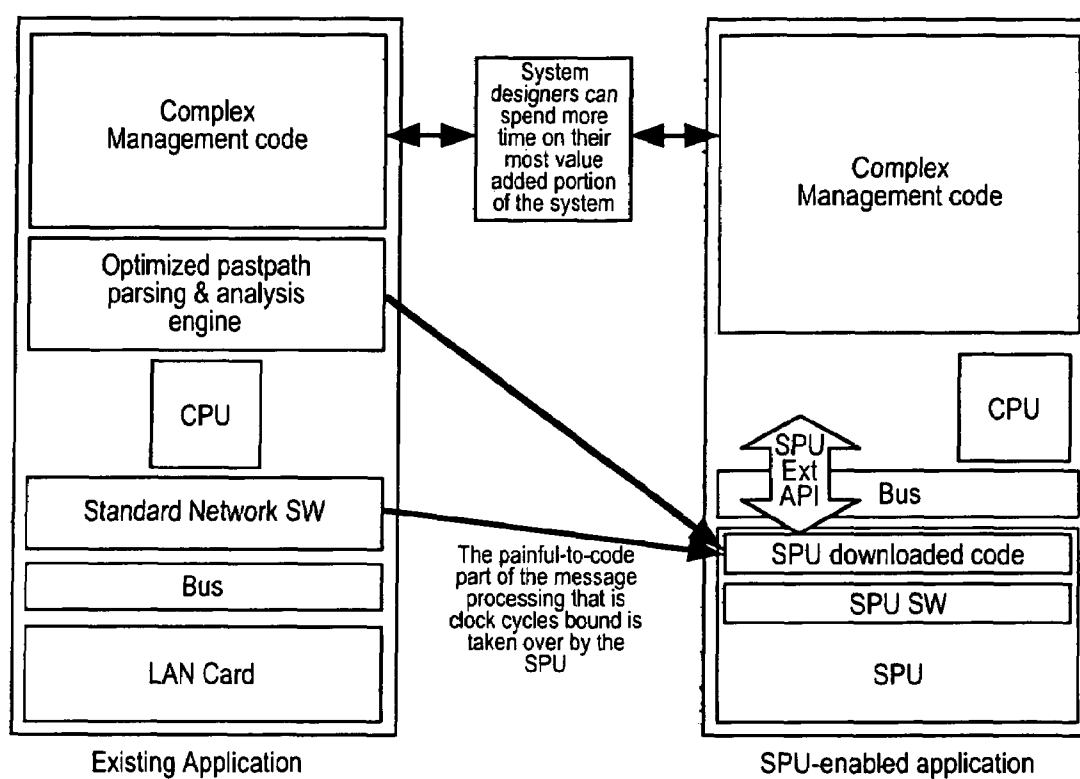 Complex
Management code
Optimized pastpath
parsing & analysis
engine
CPU
Standard Network SW
Bus
LAN Card
Existing Application
System
designers can
spend more
time on their
most value
added portion
of the system
The painful-to-code
part of the message
processing that is
clock cycles bound is
taken over by the
SPU
Complex
Management code
CPU
SPU
Ext
API
Bus
SPU downloaded code
SPU SW
SPU
SPU-enabled application